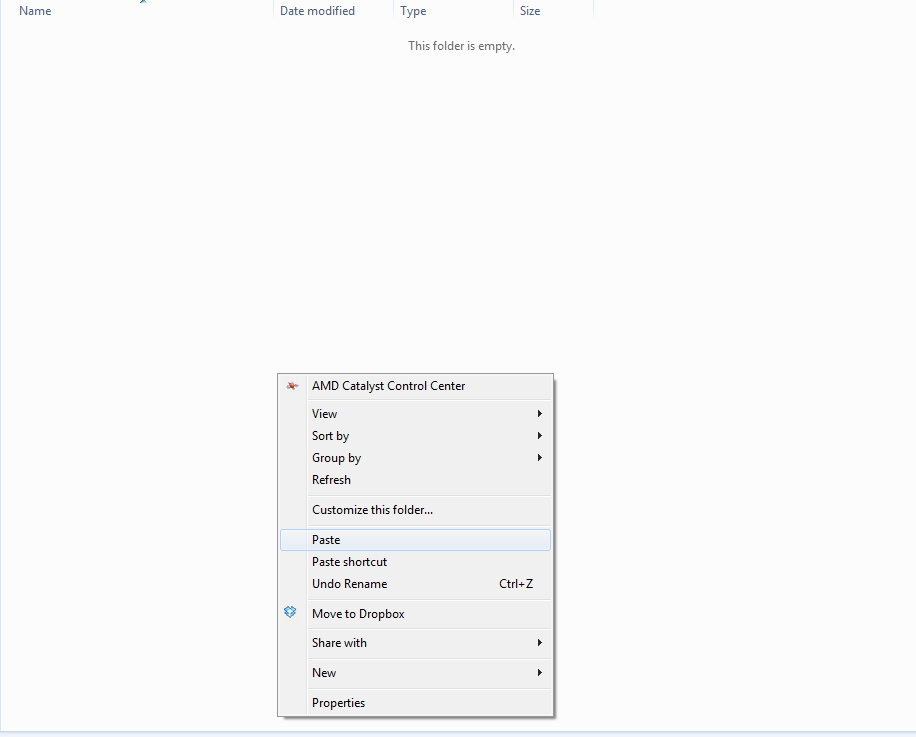 Name Date modified Type Size
This folder is empty.
AMD Catalyst Control Center
View
Sort by
Group by
Refresh
Customize this folder...
Paste
Paste shortcut
Undo Rename Ctrl+Z
Move to Dropbox
Share with
New
Properties